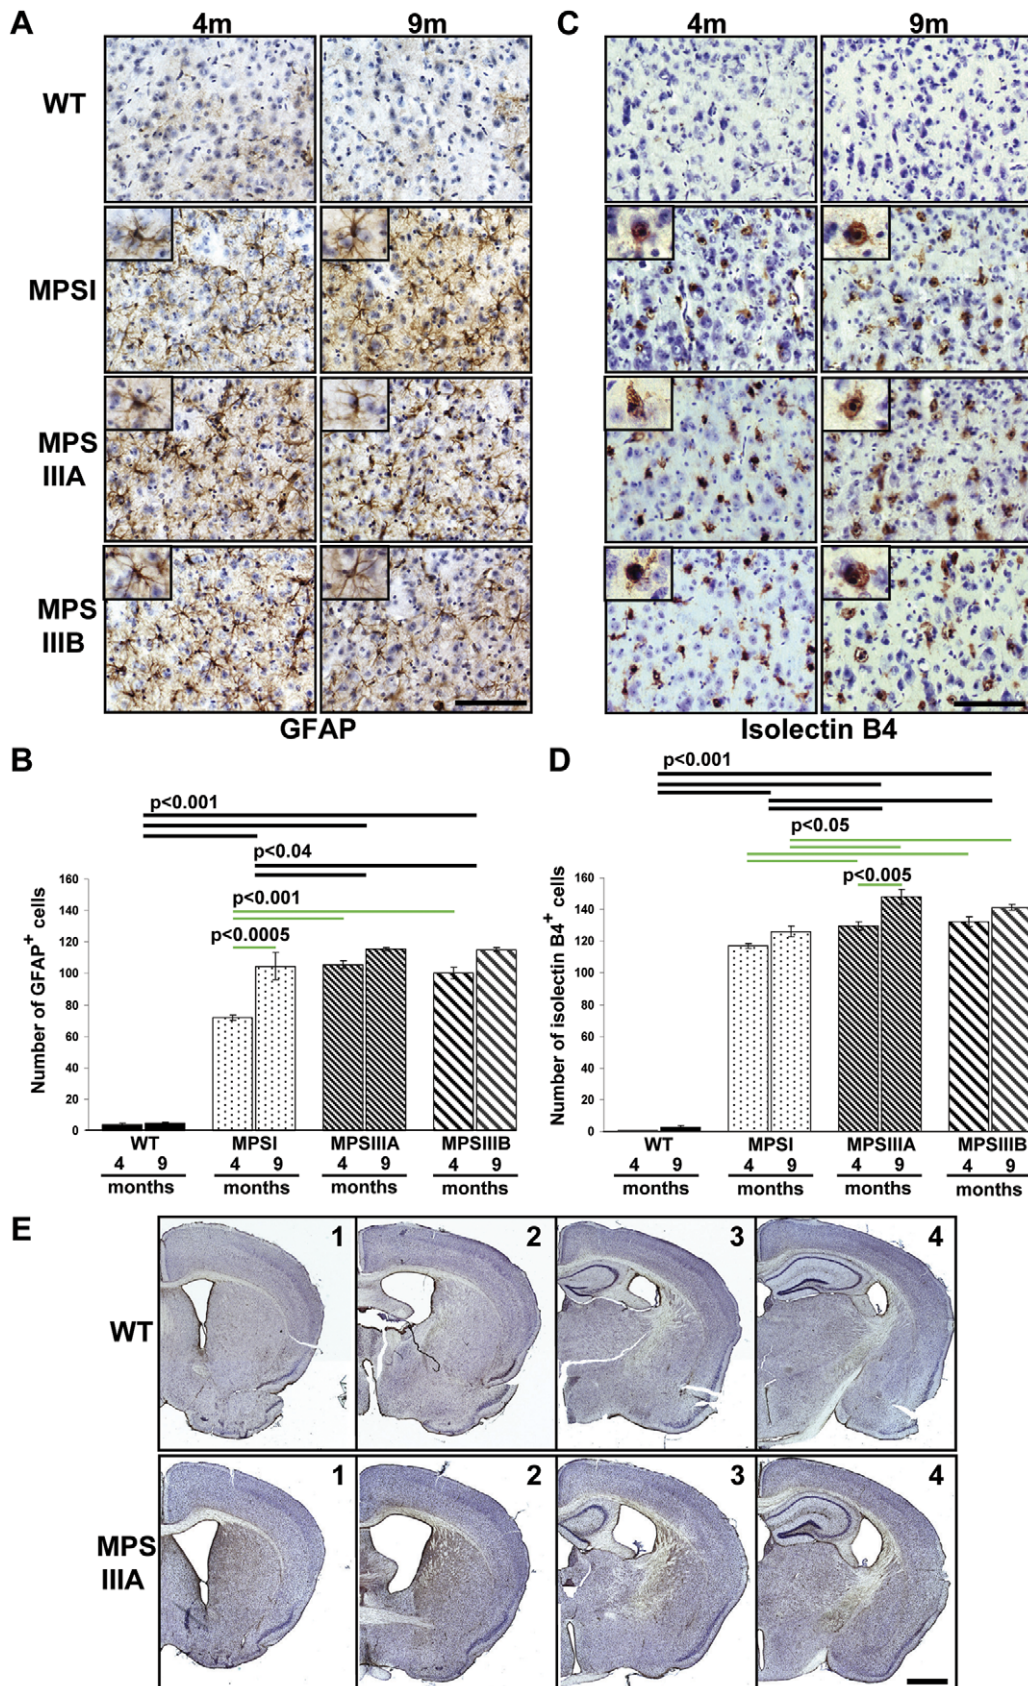 A
4m
9m
C
4m
9m
WT
MPSI
MPS
IIIA
MPS
IIIB
GFAP
Isolectin B4
B
p<0.001
p<0.04
p<0.001
p<0.0005
Number of GFAP+ cells
160
140
120
100
80
60
40
20
0
WT
MPSI
MPSIIIA
MPSIIIB
4 9
4 9
4 9
4 9
months
months
months
months
D
p<0.001
p<0.05
p<0.005
Number of isolectin B4+ cells
160
140
120
100
80
60
40
20
0
WT
MPSI
MPSIIIA
MPSIIIB
4 9
4 9
4 9
4 9
months
months
months
months
E
WT
1
2
3
4
MPS
IIIA
1
2
3
4